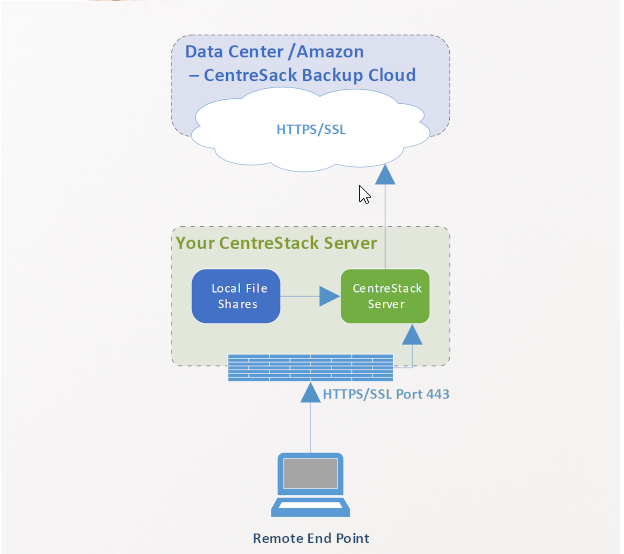 Data Center /Amazon
– CentreSack Backup Cloud
HTTPS/SSL
Your CentreStack Server
Local File
Shares
CentreStack
Server
HTTPS/SSL Port 443
Remote End Point